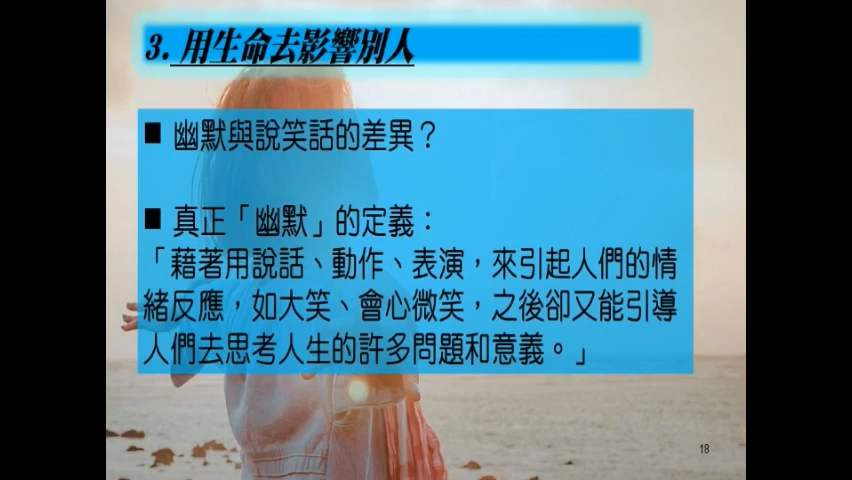 3. 用生命去影響別人
■ 幽默與說笑話的差異？
■ 真正「幽默」的定義：
「藉著用說話、動作、表演，來引起人們的情
緒反應，如大笑、會心微笑，之後卻又能引導
人們去思考人生的許多問題和意義。」
18